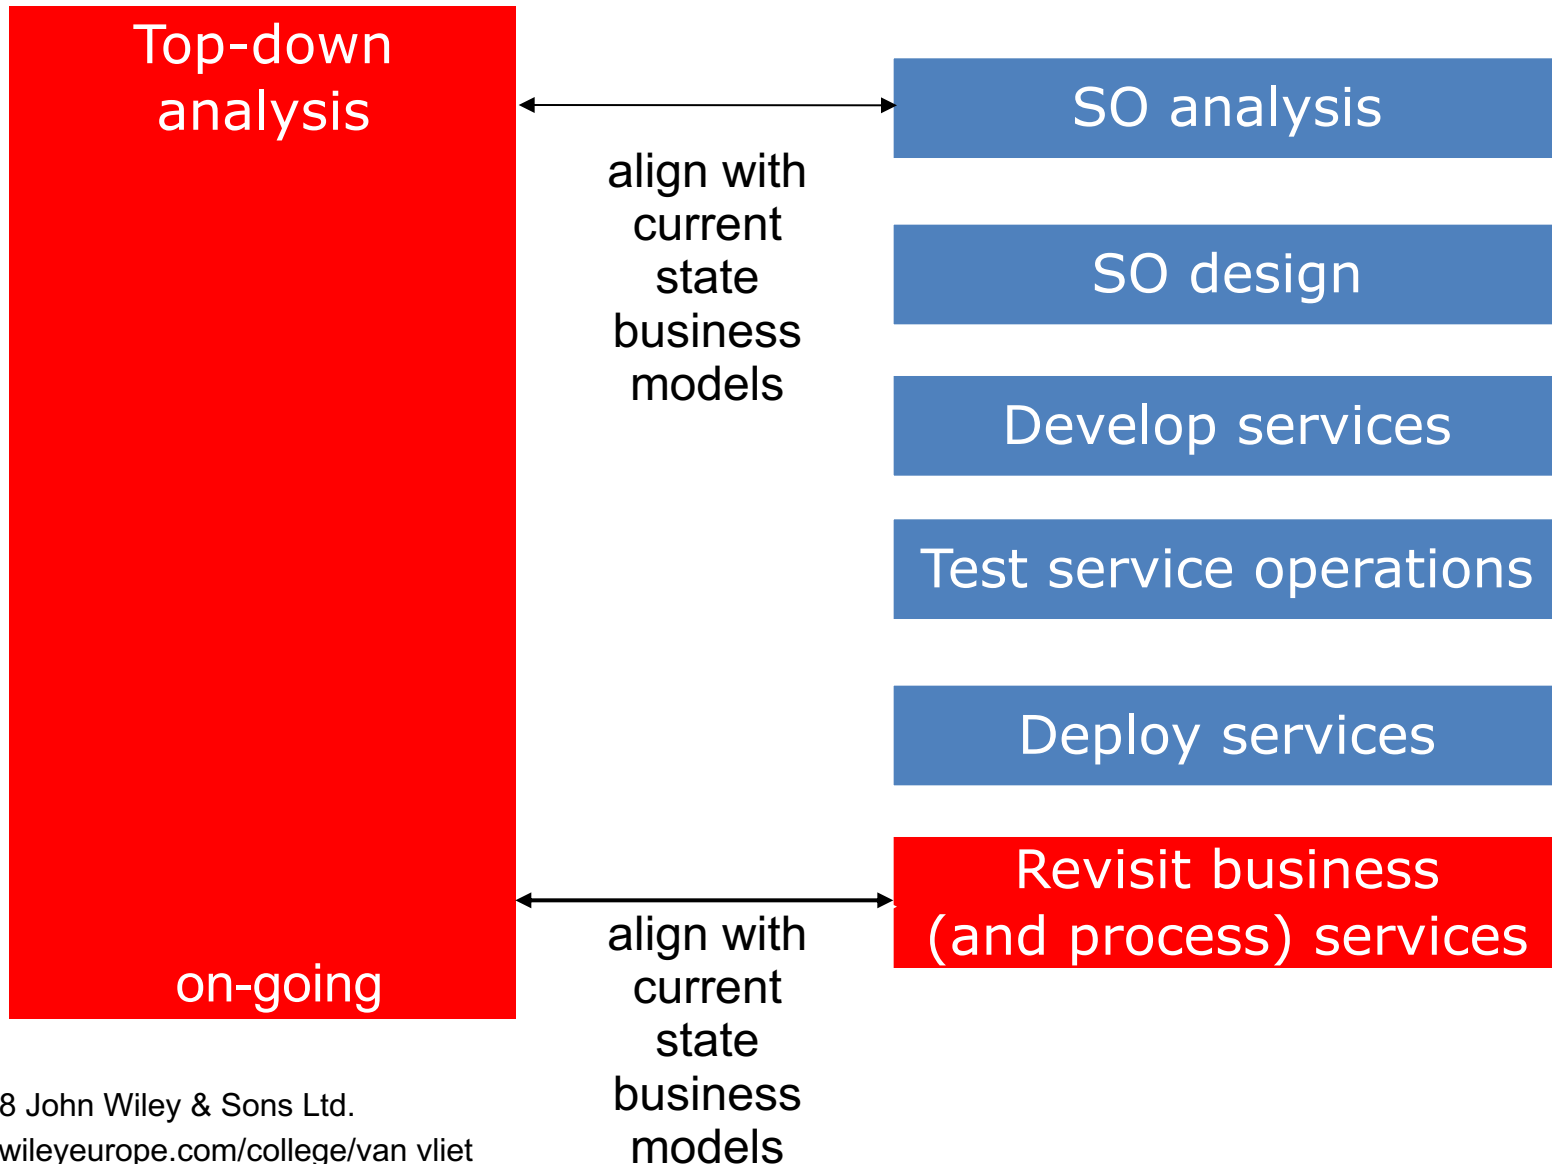 Top-down
analysis
on-going
align with
current
state
business
models
SO analysis
SO design
Develop services
Test service operations
Deploy services
Revisit business
(and process) services
align with
current
state
business
models
8 John Wiley & Sons Ltd.
wileyeurope.com/college/van vliet